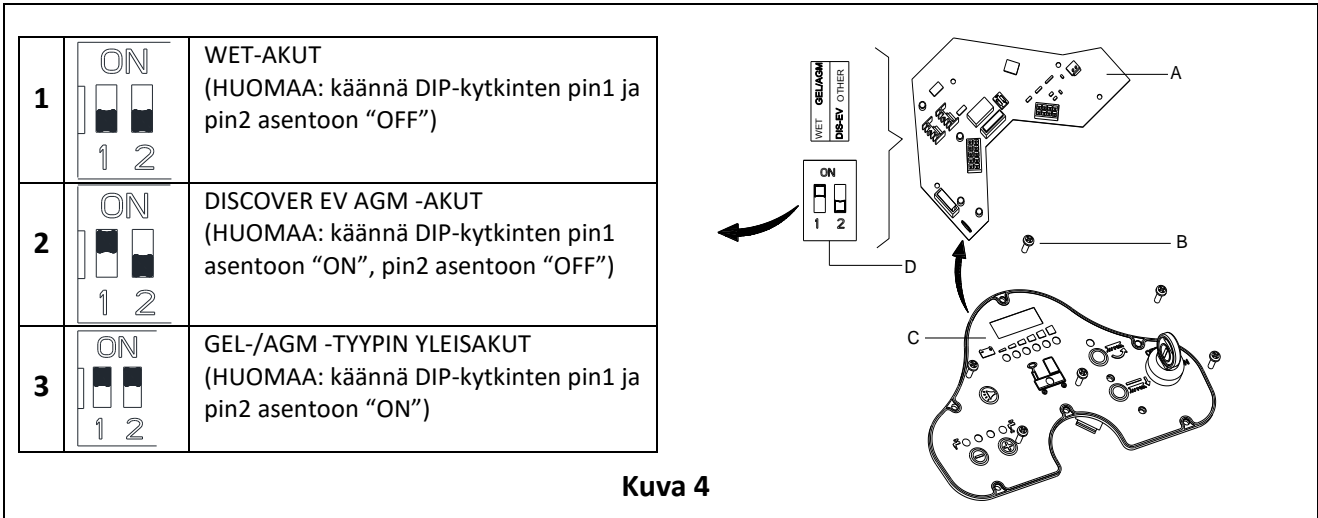 1
ON
1 2
WET-AKUT
(HUOMAA: käännä DIP-kytkinten pin1 ja
pin2 asentoon “OFF”)
2
ON
1 2
DISCOVER EV AGM -AKUT
(HUOMAA: käännä DIP-kytkinten pin1
asentoon “ON”, pin2 asentoon “OFF”)
3
ON
1 2
GEL-/AGM -TYYPIN YLEISAKUT
(HUOMAA: käännä DIP-kytkinten pin1 ja
pin2 asentoon “ON”)
WET GEL/AGM
DIS-EV OTHER
ON
1 2
A
B
C
D
Kuva 4